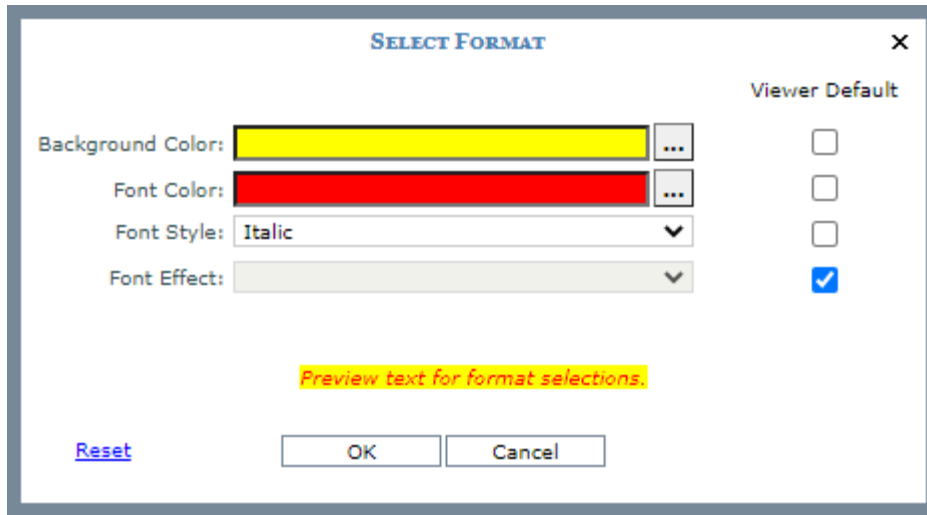 SELECT FORMAT
×
Viewer Default
Background Color: ...
Font Color: ...
Font Style: Italic
Font Effect:
Preview text for format selections.
Reset OK Cancel